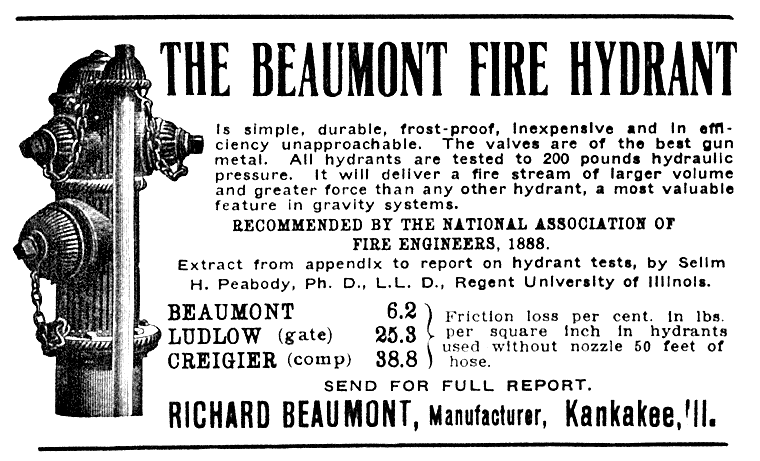 THE BEAUMONT FIRE HYDRANT
Is simple, durable, frost-proof, inexpensive and in effi-
ciency unapproachable. The valves are of the best gun
metal. All hydrants are tested to 200 pounds hydraulic
pressure. It will deliver a fire stream of larger volume
and greater force than any other hydrant, a most valuable
feature in gravity systems.
RECOMMENDED BY THE NATIONAL ASSOCIATION OF
FIRE ENGINEERS, 1888.
Extract from appendix to report on hydrant tests, by Selim
H. Peabody, Ph. D., L.L. D., Regent University of Illinois.
BEAUMONT 6.2
LUDLOW (gate) 25.3
CREIGIER (comp) 38.8
Friction loss per cent. in lbs.
per square inch in hydrants
used without nozzle 50 feet of
hose.
SEND FOR FULL REPORT.
RICHARD BEAUMONT, Manufacturer, Kankakee, Ill.